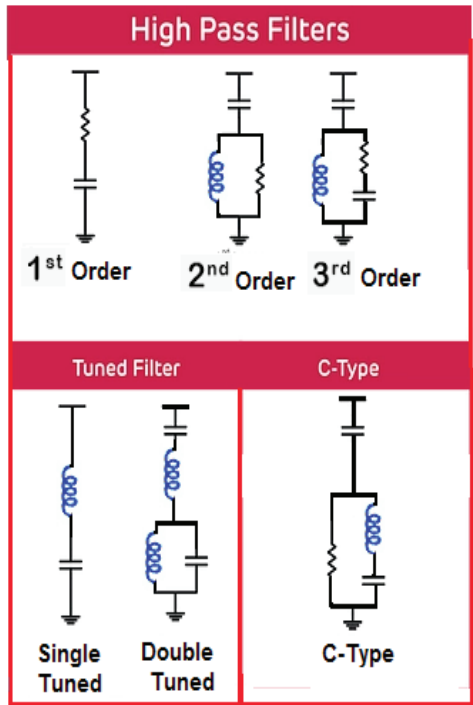 High Pass Filters
1st Order
2nd Order
3rd Order
Tuned Filter
C-Type
Single
Tuned
Double
Tuned
C-Type